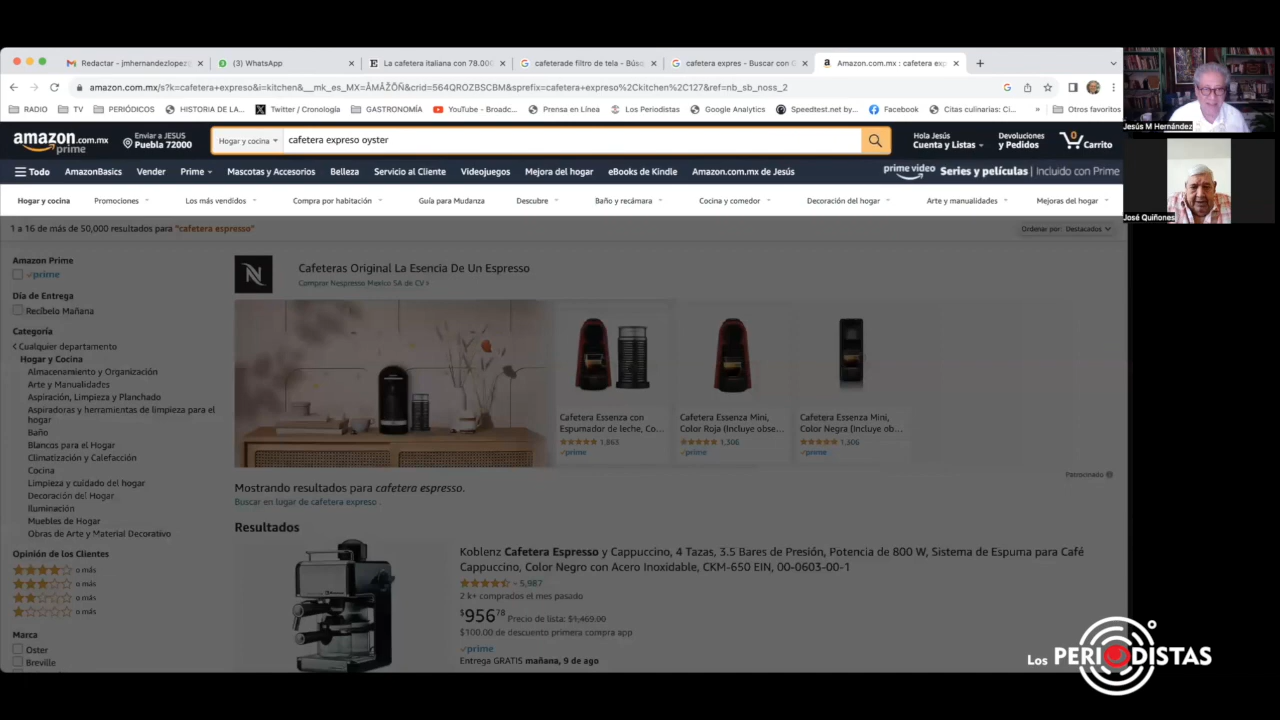 Redactar - jmhernandezlopez@
(3) WhatsApp
La cafetera italiana con 78.000
cafeterade filtro de tela - Búsq
cafetera expres - Buscar con G
Amazon.com.mx : cafetera exp
amazon.com.mx/s?k=cafetera+expreso&i=kitchen&__mk_es_MX=ÅMÅŽÕÑ&crid=564QROZBSCBM&sprefix=cafetera+expreso%2Ckitchen%2C127&ref=nb_sb_noss_2
RADIO
TV
PERIÓDICOS
HISTORIA DE LA...
Twitter / Cronología
GASTRONOMÍA
YouTube - Broadc...
Prensa en Línea
Los Periodistas
Google Analytics
Speedtest.net by...
Facebook
Citas culinarias: Ci...
»
Otros favoritos
amazon.com.mx
prime
Enviar a JESUS
Puebla 72000
Hogar y cocina
cafetera expreso oyster
Hola Jesús
Cuenta y Listas
Devoluciones
y Pedidos
0
Carrito
Todo
AmazonBasics
Vender
Prime
Mascotas y Accesorios
Belleza
Servicio al Cliente
Videojuegos
Mejora del hogar
eBooks de Kindle
Amazon.com.mx de Jesús
prime video Series y películas | Incluido con Prime
Hogar y cocina
Promociones
Los más vendidos
Compra por habitación
Guía para Mudanza
Descubre
Baño y recámara
Cocina y comedor
Decoración del hogar
Arte y manualidades
Mejoras del hogar
1 a 16 de más de 50,000 resultados para "cafetera espresso"
Ordenar por: Destacados
Amazon Prime
prime
Día de Entrega
Recíbelo Mañana
Categoría
Cualquier departamento
Hogar y Cocina
Almacenamiento y Organización
Arte y Manualidades
Aspiración, Limpieza y Planchado
Aspiradoras y herramientas de limpieza para el
hogar
Baño
Blancos para el Hogar
Climatización y Calefacción
Cocina
Limpieza y cuidado del hogar
Decoración del Hogar
Iluminación
Muebles de Hogar
Obras de Arte y Material Decorativo
Opinión de los Clientes
o más
o más
o más
o más
Marca
Oster
Breville
N
Cafeteras Original La Esencia De Un Espresso
Comprar Nespresso Mexico SA de CV
Cafetera Essenza con
Espumador de leche, Co...
1,863
prime
Cafetera Essenza Mini,
Color Roja (Incluye obse...
1,306
prime
Cafetera Essenza Mini,
Color Negra (Incluye ob...
1,306
prime
Patrocinado
Mostrando resultados para cafetera espresso.
Buscar en lugar de cafetera expreso .
Resultados
Koblenz Cafetera Espresso y Cappuccino, 4 Tazas, 3.5 Bares de Presión, Potencia de 800 W, Sistema de Espuma para Café
Cappuccino, Color Negro con Acero Inoxidable, CKM-650 EIN, 00-0603-00-1
5,987
2 k+ comprados el mes pasado
$956.78 Precio de lista: $1,469.00
$100.00 de descuento primera compra app
prime
Entrega GRATIS mañana, 9 de ago
Jesús M Hernández
José Quiñones
Los PERIODISTAS